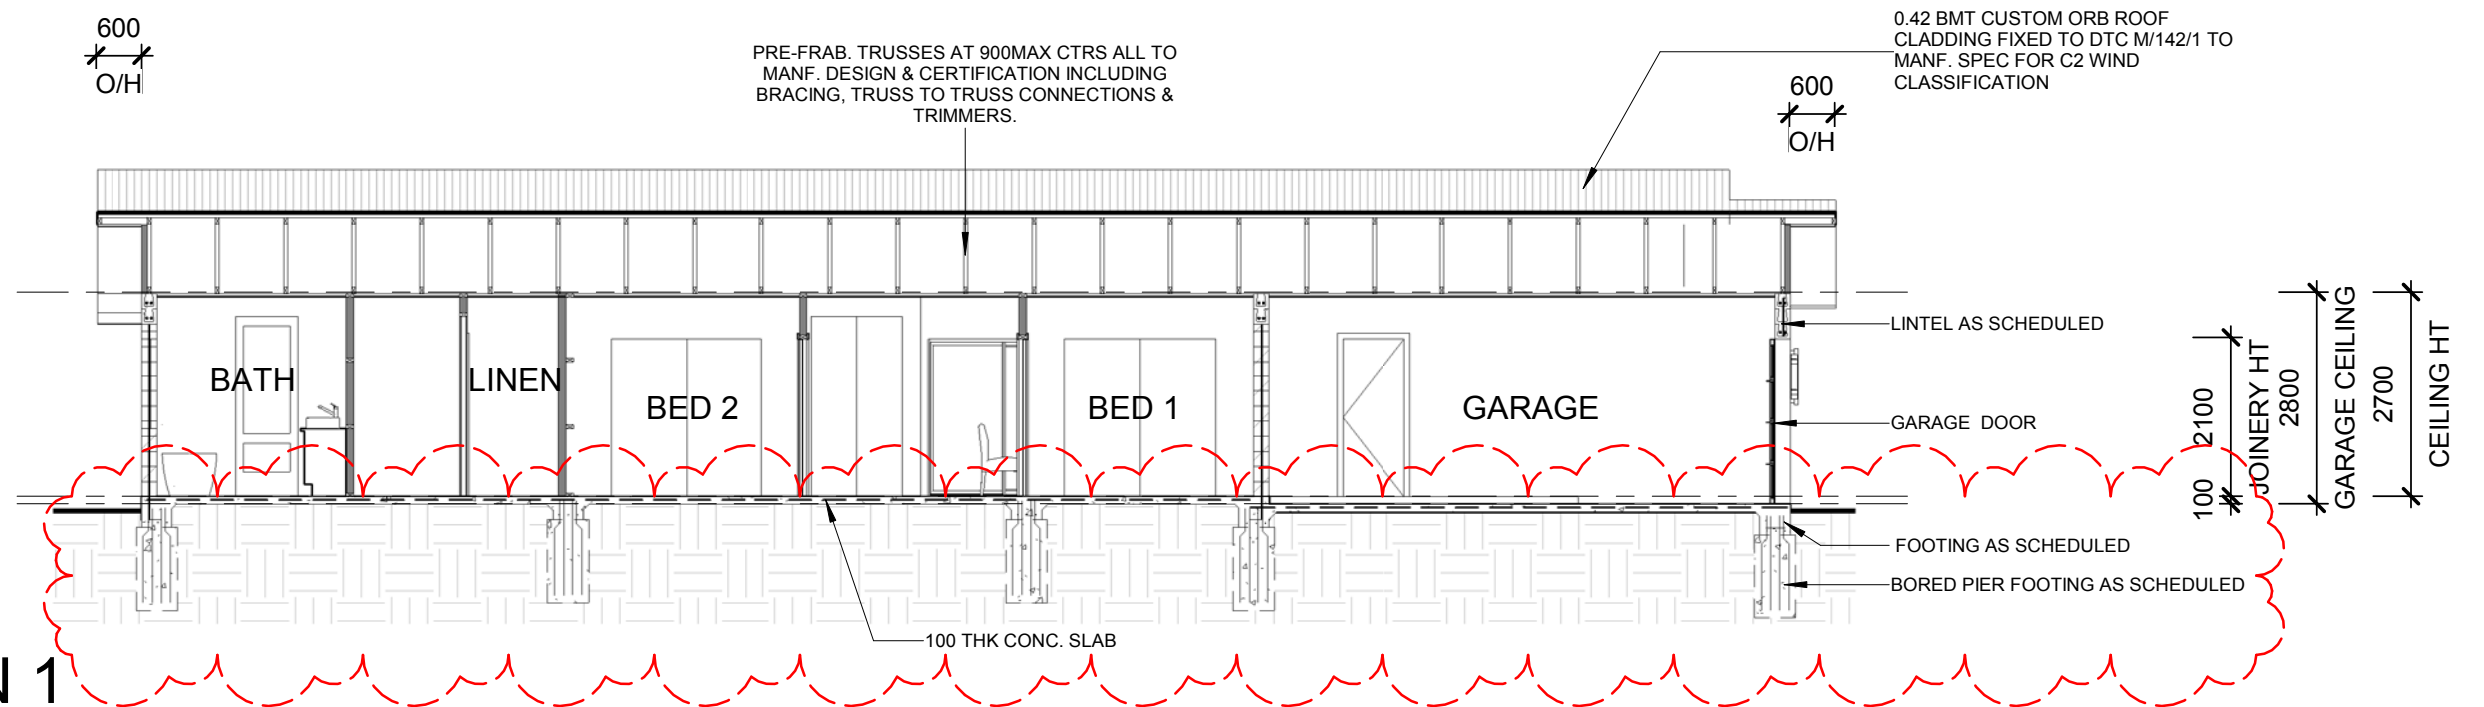 600
O/H
PRE-FRAB. TRUSSES AT 900MAX CTRS ALL TO
MANF. DESIGN & CERTIFICATION INCLUDING
BRACING, TRUSS TO TRUSS CONNECTIONS &
TRIMMERS.
0.42 BMT CUSTOM ORB ROOF
CLADDING FIXED TO DTC M/142/1 TO
MANF. SPEC FOR C2 WIND
CLASSIFICATION
600
O/H
BATH
LINEN
BED 2
BED 1
GARAGE
LINTEL AS SCHEDULED
GARAGE DOOR
FOOTING AS SCHEDULED
BORED PIER FOOTING AS SCHEDULED
100 THK CONC. SLAB
100
2100
JOINERY HT
2800
GARAGE CEILING
2700
CEILING HT
N 1